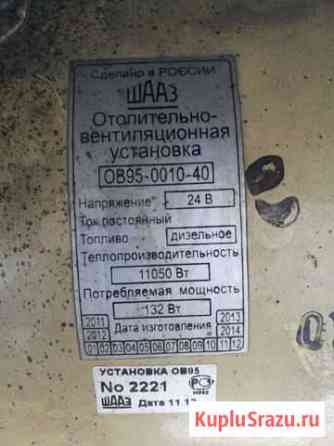 Сделано в РОССИИ
ШААЗ
Отопительно-
вентиляционная
установка
ОВ95-0010-40
Напряжение 24 В
Ток постоянный
Топливо дизельное
Теплопроизводительность
11050 Вт
Потребляемая мощность
132 Вт
2011 2013
Дата изготовления
2012 2014
01 02 03 04 05 06 07 08 09 10 11 12
УСТАНОВКА ОВ95
No 2221
ШААЗ Дата 11.1
KupluSrazu.ru